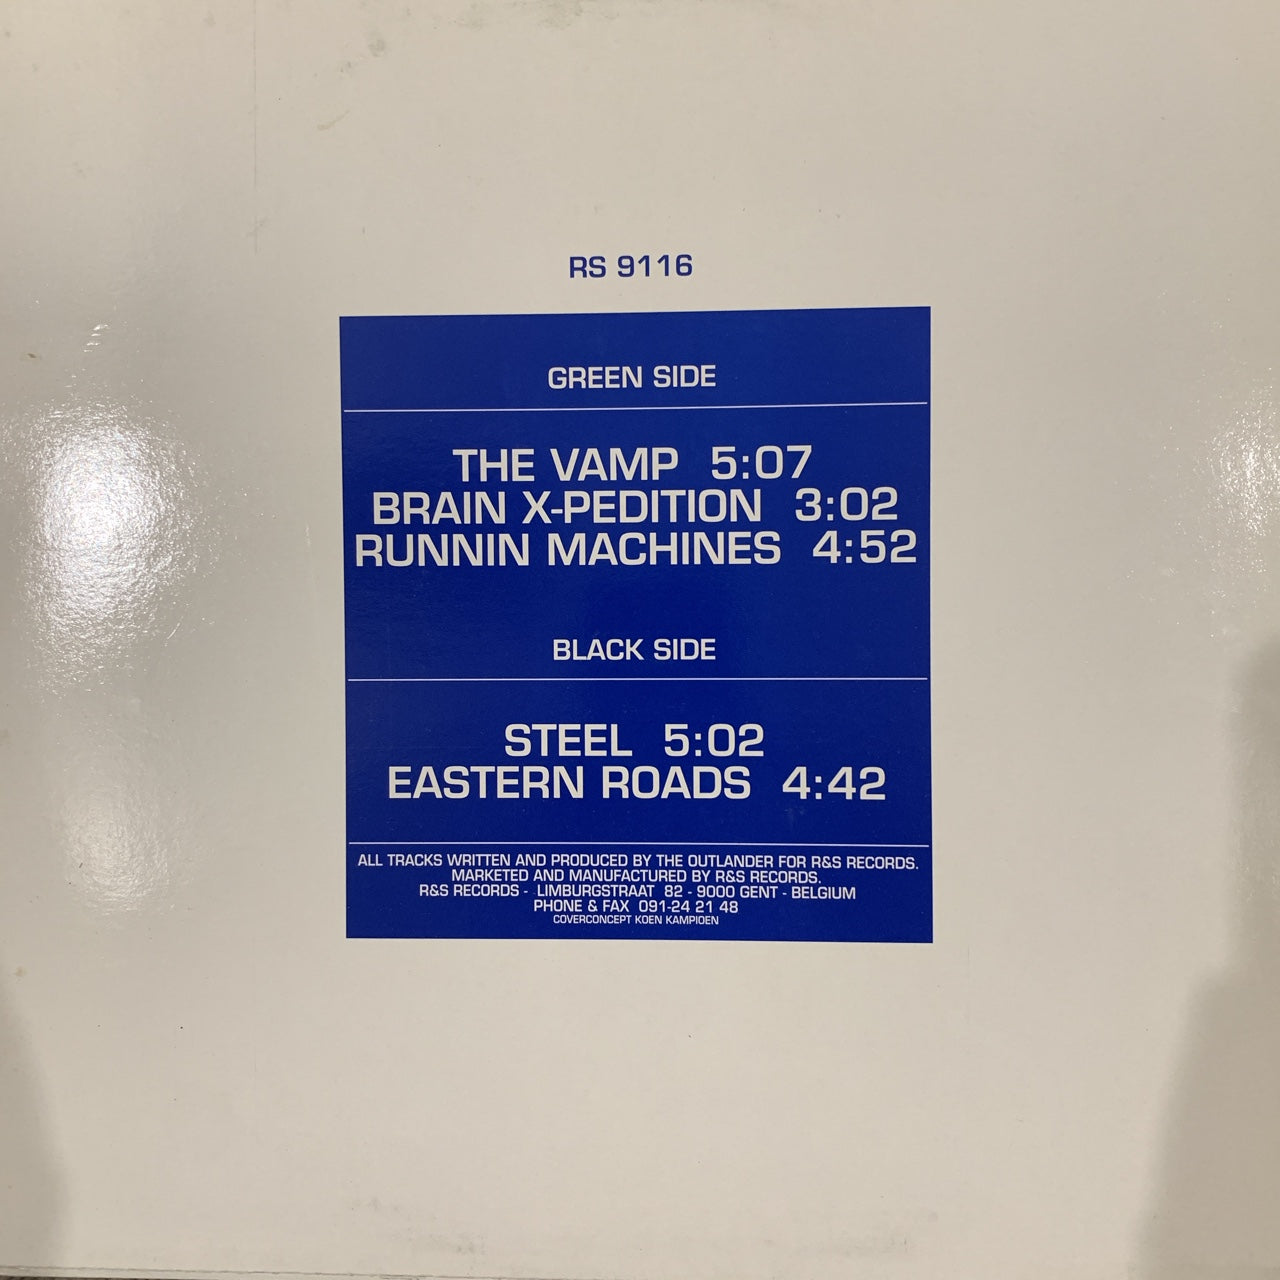 RS 9116
GREEN SIDE
THE VAMP 5:07
BRAIN X-PEDITION 3:02
RUNNIN MACHINES 4:52
BLACK SIDE
STEEL 5:02
EASTERN ROADS 4:42
ALL TRACKS WRITTEN AND PRODUCED BY THE OUTLANDER FOR R&S RECORDS.
MARKETED AND MANUFACTURED BY R&S RECORDS.
R&S RECORDS - LIMBURGSTRAAT 82 - 9000 GENT - BELGIUM
PHONE & FAX 091-24 21 48
COVERCONCEPT KOEN KAMPIOEN